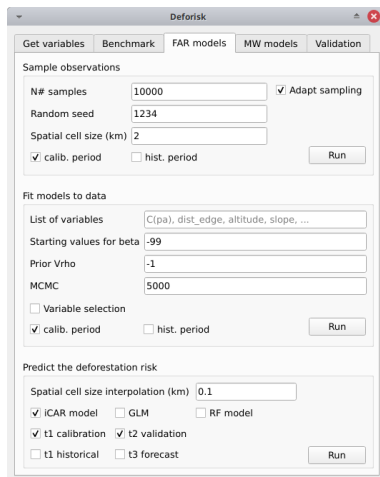 Deforisk
Get variables Benchmark FAR models MW models Validation
Sample observations
N# samples 10000 Adapt sampling
Random seed 1234
Spatial cell size (km) 2
calib. period hist. period Run
Fit models to data
List of variables C(pa), dist_edge, altitude, slope, ...
Starting values for beta -99
Prior Vrho -1
MCMC 5000
Variable selection
calib. period hist. period Run
Predict the deforestation risk
Spatial cell size interpolation (km) 0.1
iCAR model GLM RF model
t1 calibration t2 validation
t1 historical t3 forecast Run